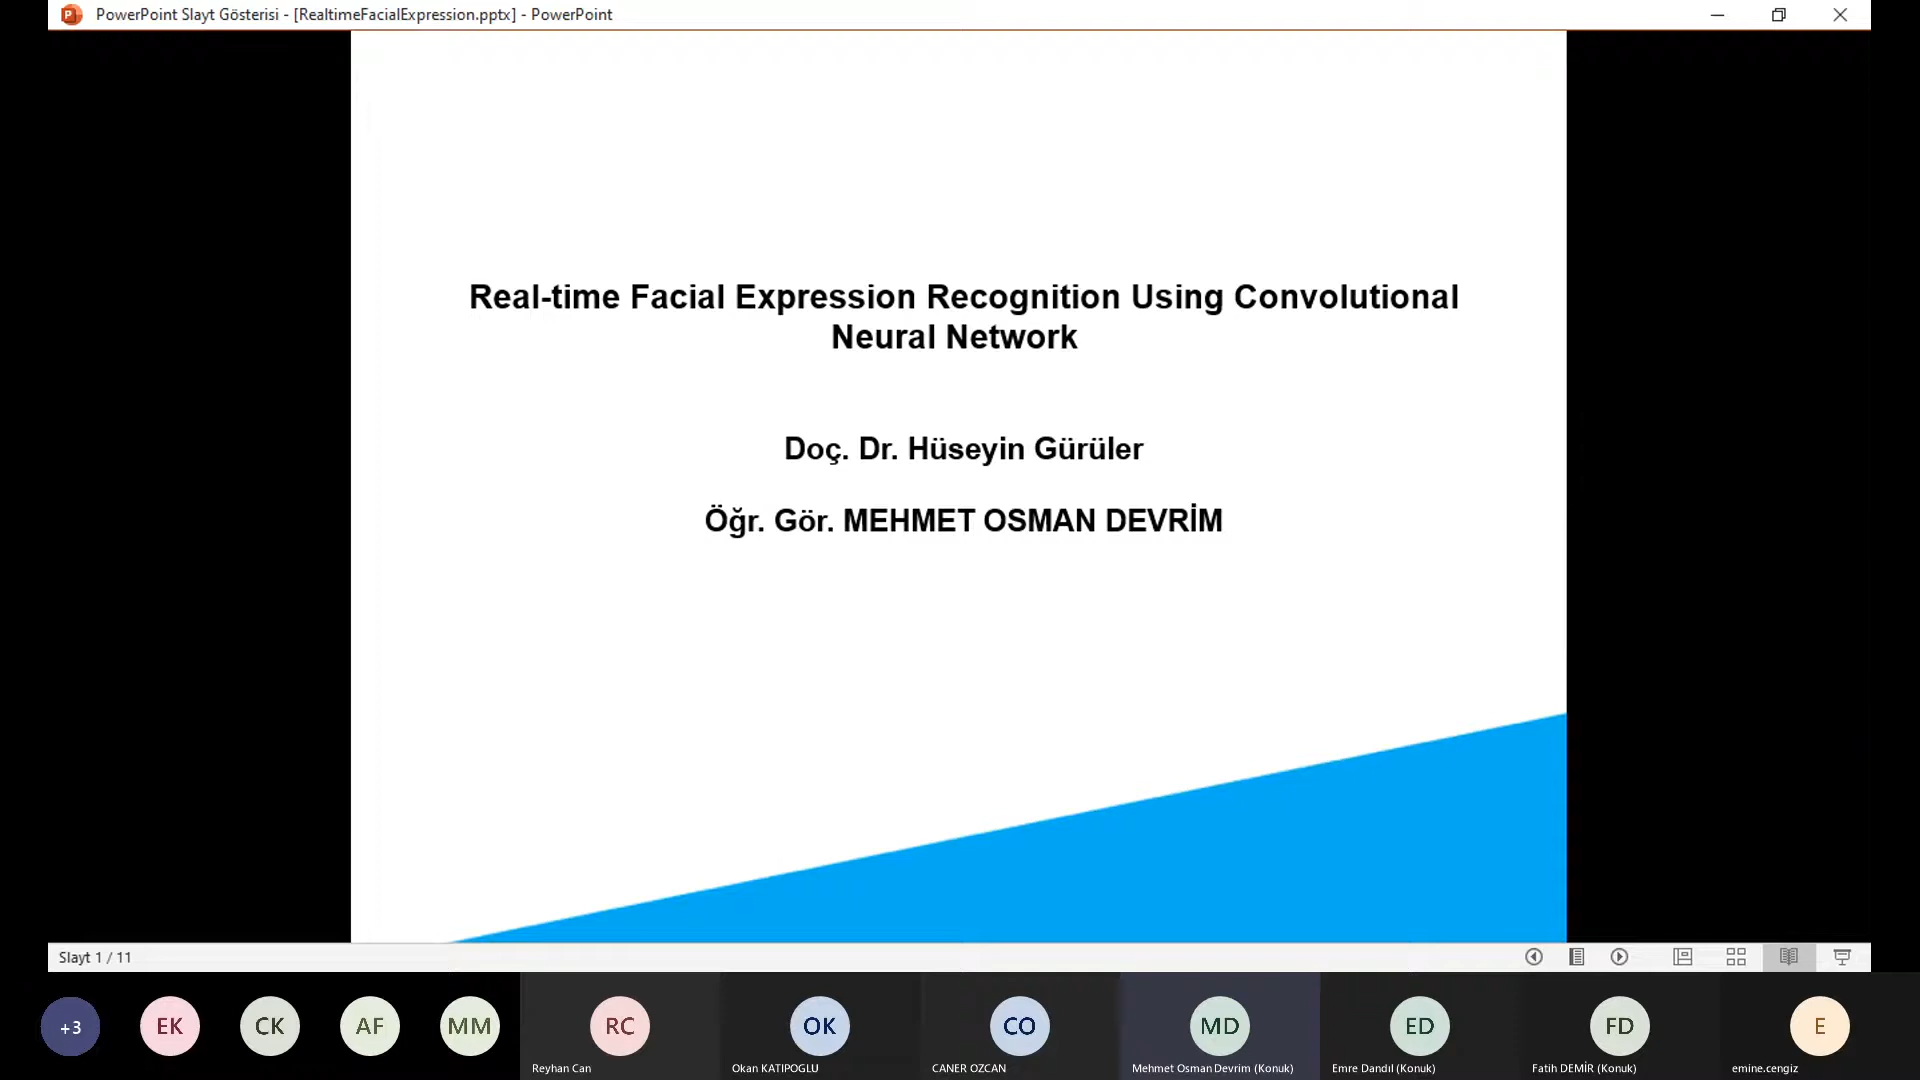 PowerPoint Slayt Gösterisi - [RealtimeFacialExpression.pptx] - PowerPoint
Real-time Facial Expression Recognition Using Convolutional
Neural Network
Doç. Dr. Hüseyin Gürüler
Öğr. Gör. MEHMET OSMAN DEVRİM
Slayt 1 / 11
+3
EK
CK
AF
MM
RC
OK
CO
MD
ED
FD
E
Reyhan Can
Okan KATIPOGLU
CANER OZCAN
Mehmet Osman Devrim (Konuk)
Emre Dandıl (Konuk)
Fatih DEMİR (Konuk)
emine.cengiz